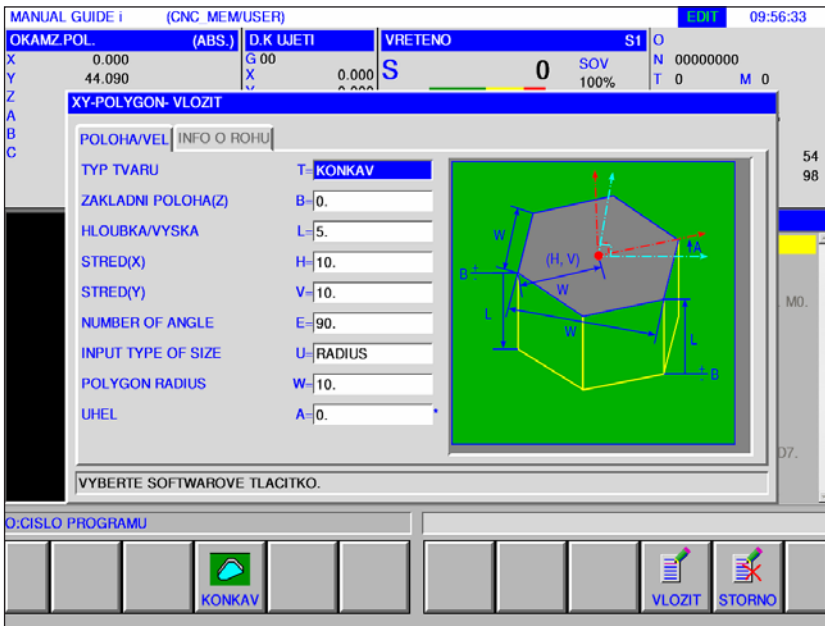 MANUAL GUIDE i (CNC_MEM/USER) EDIT 09:56:33
OKAMZ.POL. (ABS.) D.K UJETI VRETENO S1 O
X 0.000 G 00 S 0 SOV N 00000000
Y 44.090 X 0.000 100% T 0 M 0
Z
A
B
C
54
98
XY-POLYGON- VLOZIT
POLOHA/VEL INFO O ROHU
TYP TVARU T= KONKAV
ZAKLADNI POLOHA(Z) B= 0.
HLOUBKA/VYSKA L= 5.
STRED(X) H= 10.
STRED(Y) V= 10.
NUMBER OF ANGLE E= 90.
INPUT TYPE OF SIZE U= RADIUS
POLYGON RADIUS W= 10.
UHEL A= 0. *
W
(H, V)
A
B + -
W
L
W
L
+ - B
M0.
D7.
VYBERTE SOFTWAROVE TLACITKO.
O:CISLO PROGRAMU
KONKAV VLOZIT STORNO